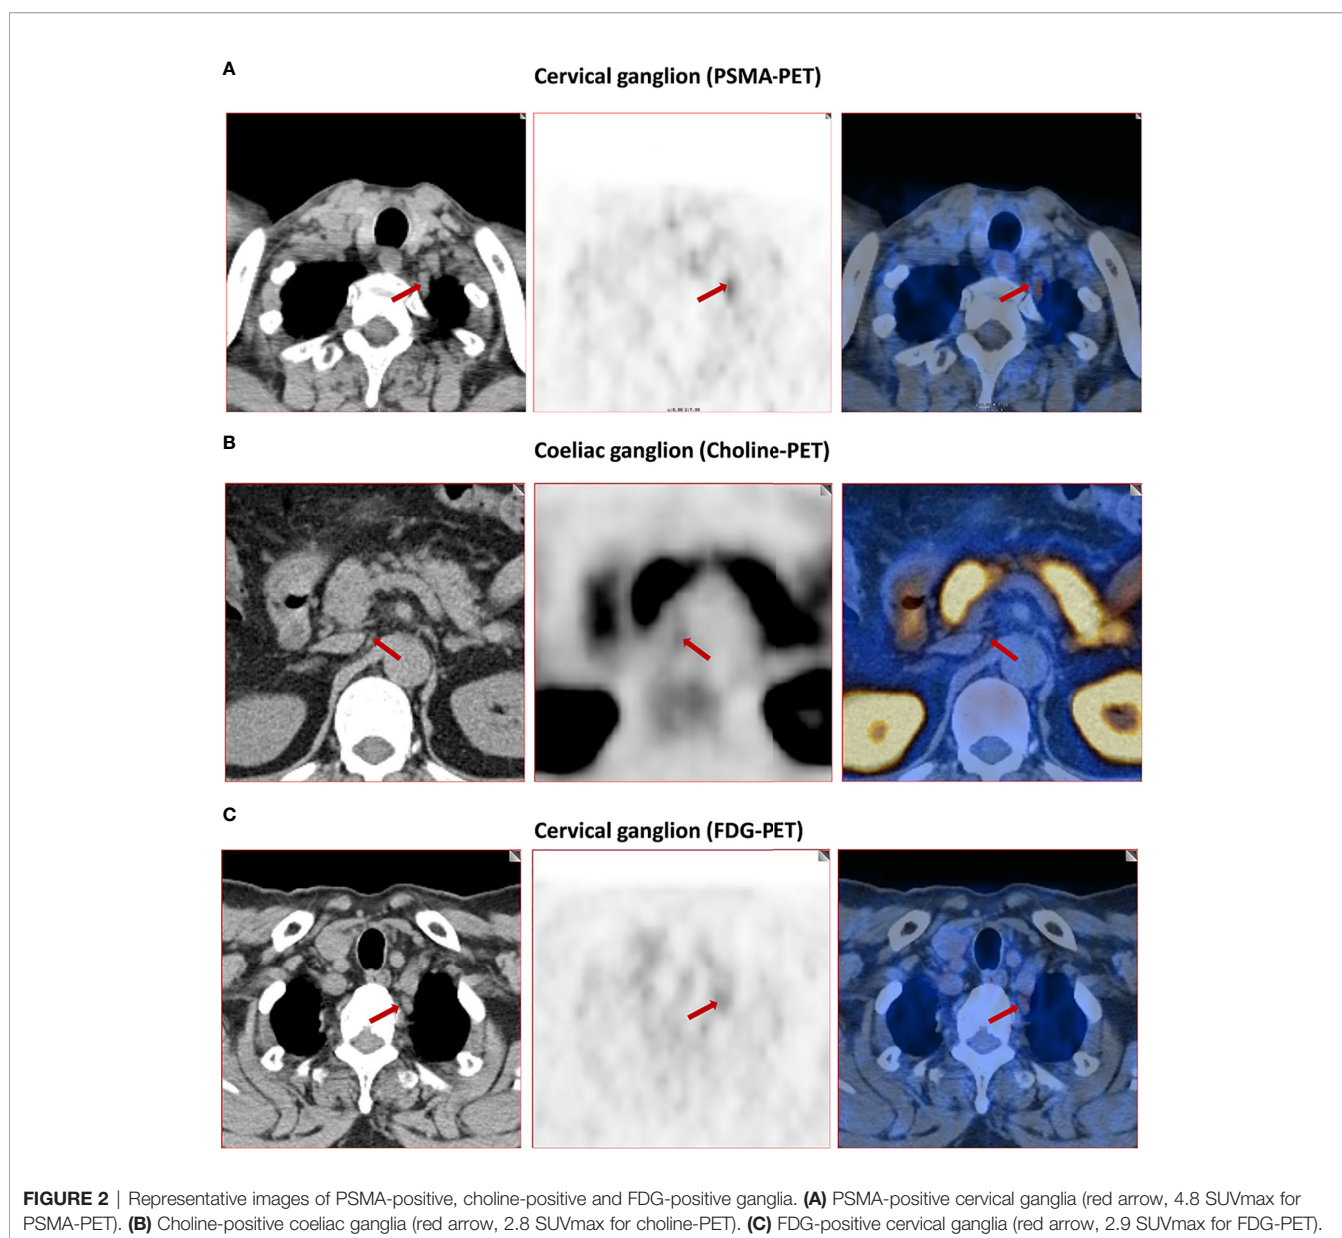 A
Cervical ganglion (PSMA-PET)
B
Coeliac ganglion (Choline-PET)
C
Cervical ganglion (FDG-PET)
FIGURE 2 | Representative images of PSMA-positive, choline-positive and FDG-positive ganglia. (A) PSMA-positive cervical ganglia (red arrow, 4.8 SUVmax for
PSMA-PET). (B) Choline-positive coeliac ganglia (red arrow, 2.8 SUVmax for choline-PET). (C) FDG-positive cervical ganglia (red arrow, 2.9 SUVmax for FDG-PET).